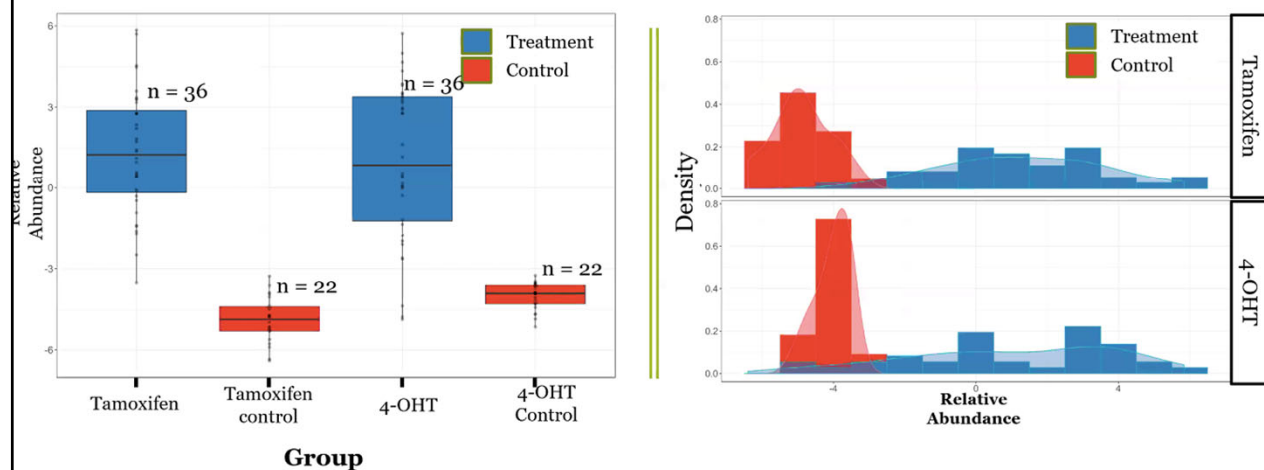 6
3
0
-3
-6
Relative
Abundance
n = 36
n = 22
n = 36
n = 22
Treatment
Control
Tamoxifen
Tamoxifen
control
4-OHT
4-OHT
Control
Group
Density
0.8
0.6
0.4
0.2
0.0
Treatment
Control
Tamoxifen
0.8
0.6
0.4
0.2
0.0
4-OHT
-4
0
4
Relative
Abundance